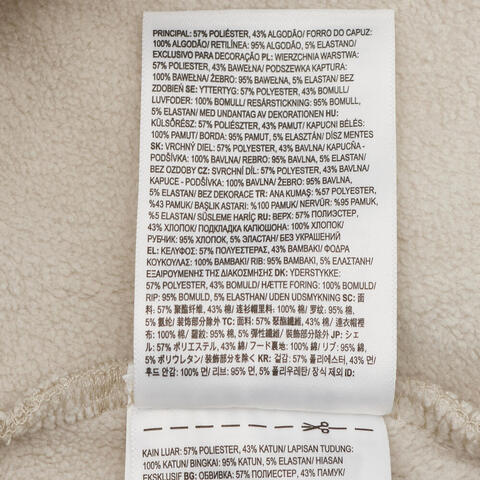 PRINCIPAL: 57% POLIÉSTER, 43% ALGODÃO/ FORRO DO CAPUZ:
100% ALGODÃO/ RETILÍNEA: 95% ALGODÃO, 5% ELASTANO/
EXCLUSIVO PARA DECORAÇÃO PL: WIERZCHNIA WARSTWA:
57% POLIESTER, 43% BAWEŁNA/ PODSZEWKA KAPTURA:
100% BAWEŁNA/ ŻEBRO: 95% BAWEŁNA, 5% ELASTAN/ BEZ
ZDOBIEŃ SE: YTTERTYG: 57% POLYESTER, 43% BOMULL/
LUVFODER: 100% BOMULL/ RESÅRSTICKNING: 95% BOMULL,
5% ELASTAN/ MED UNDANTAG AV DEKORATIONEN HU:
KÜLSŐRÉSZ: 57% POLIÉSZTER, 43% PAMUT/ KAPUCNI BÉLÉS:
100% PAMUT/ BORDA: 95% PAMUT, 5% ELASZTÁN/ DÍSZ MENTES
SK: VRCHNÝ DIEL: 57% POLYESTER, 43% BAVLNA/ KAPUCŇA -
PODŠÍVKA: 100% BAVLNA/ REBRO: 95% BAVLNA, 5% ELASTAN/
BEZ OZDOBY CZ: SVRCHNÍ DÍL: 57% POLYESTER, 43% BAVLNA/
KAPUCE - PODŠÍVKA: 100% BAVLNA/ ŽEBRO: 95% BAVLNA,
5% ELASTAN/ BEZ DEKORACE TR: ANA KUMAŞ: %57 POLYESTER,
%43 PAMUK/ BAŞLIK ASTARI: %100 PAMUK/ NERVÜR: %95 PAMUK,
%5 ELASTAN/ SÜSLEME HARİÇ RU: ВЕРХ: 57% ПОЛИЭСТЕР,
43% ХЛОПОК/ ПОДКЛАДКА КАПЮШОНА: 100% ХЛОПОК/
РУБЧИК: 95% ХЛОПОК, 5% ЭЛАСТАН/ БЕЗ УКРАШЕНИЙ
EL: ΚΕΛΥΦΟΣ: 57% ΠΟΛΥΕΣΤΕΡΑΣ, 43% ΒΑΜΒΑΚΙ/ ΦΟΔΡΑ
ΚΟΥΚΟΥΛΑΣ: 100% ΒΑΜΒΑΚΙ/ RIB: 95% ΒΑΜΒΑΚΙ, 5% ΕΛΑΣΤΑΝΗ/
ΕΞΑΙΡΟΥΜΕΝΗΣ ΤΗΣ ΔΙΑΚΟΣΜΗΣΗΣ DK: YDERSTYKKE:
57% POLYESTER, 43% BOMULD/ HÆTTE FORING: 100% BOMULD/
RIP: 95% BOMULD, 5% ELASTHAN/ UDEN UDSMYKNING SC: 面
料: 57% 聚酯纤维, 43% 棉/ 连衫帽里料: 100% 棉/ 罗纹: 95% 棉,
5% 氨纶/ 装饰部分除外 TC: 面料: 57% 聚酯纖維, 43% 棉/ 連衣帽裡
布: 100% 棉/ 羅紋: 95% 棉, 5% 彈性纖維/ 裝飾部分除外 JP: シェ
ル: 57% ポリエステル, 43% 綿/ フード裏地: 100% 綿/ リブ: 95% 綿,
5% ポリウレタン/ 装飾部分を除く KR: 겉감: 57% 폴리에스터, 43% 면/
후드 안감: 100% 면/ 리브: 95% 면, 5% 폴리우레탄/ 장식 제외 ID:
KAIN LUAR: 57% POLIESTER, 43% KATUN/ LAPISAN TUDUNG:
100% KATUN/ BINGKAI: 95% KATUN, 5% ELASTAN/ HIASAN
EKSKLUSIF BG: ОБВИВКА: 57% ПОЛИЕСТЕР, 43% ПАМУК/